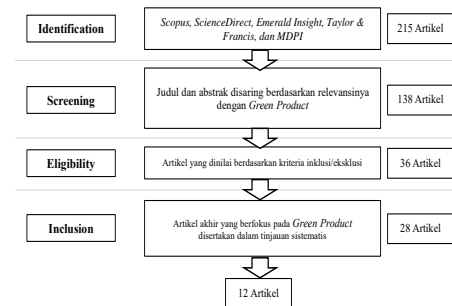 Identification
Scopus, ScienceDirect, Emerald Insight, Taylor &
Francis, dan MDPI
215 Artikel
Screening
Judul dan abstrak disaring berdasarkan relevansinya
dengan Green Product
138 Artikel
Eligibility
Artikel yang dinilai berdasarkan kriteria inklusi/eksklusi
36 Artikel
Inclusion
Artikel akhir yang berfokus pada Green Product
disertakan dalam tinjauan sistematis
28 Artikel
12 Artikel